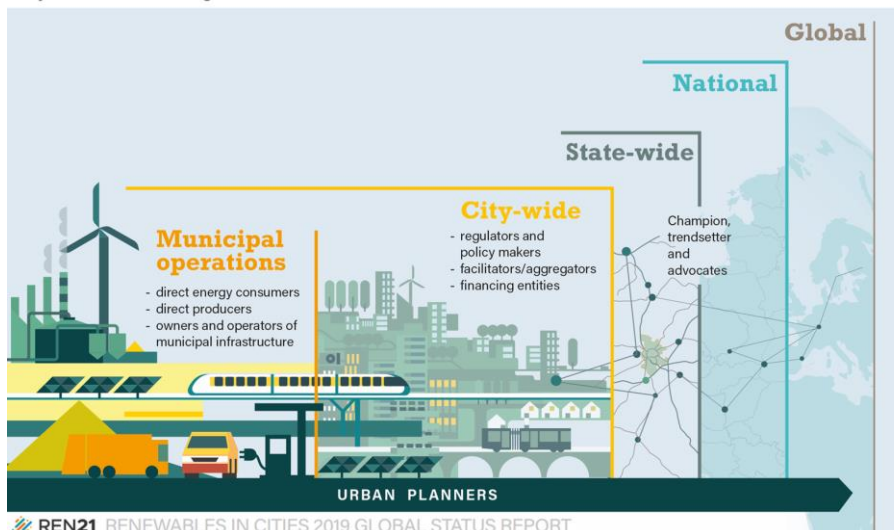 Global
National
State-wide
City-wide
- regulators and
policy makers
- facilitators/aggregators
- financing entities
Champion,
trendsetter
and
advocates
Municipal
operations
- direct energy consumers
- direct producers
- owners and operators of
municipal infrastructure
URBAN PLANNERS
REN21 RENEWABLES IN CITIES 2019 GLOBAL STATUS REPORT